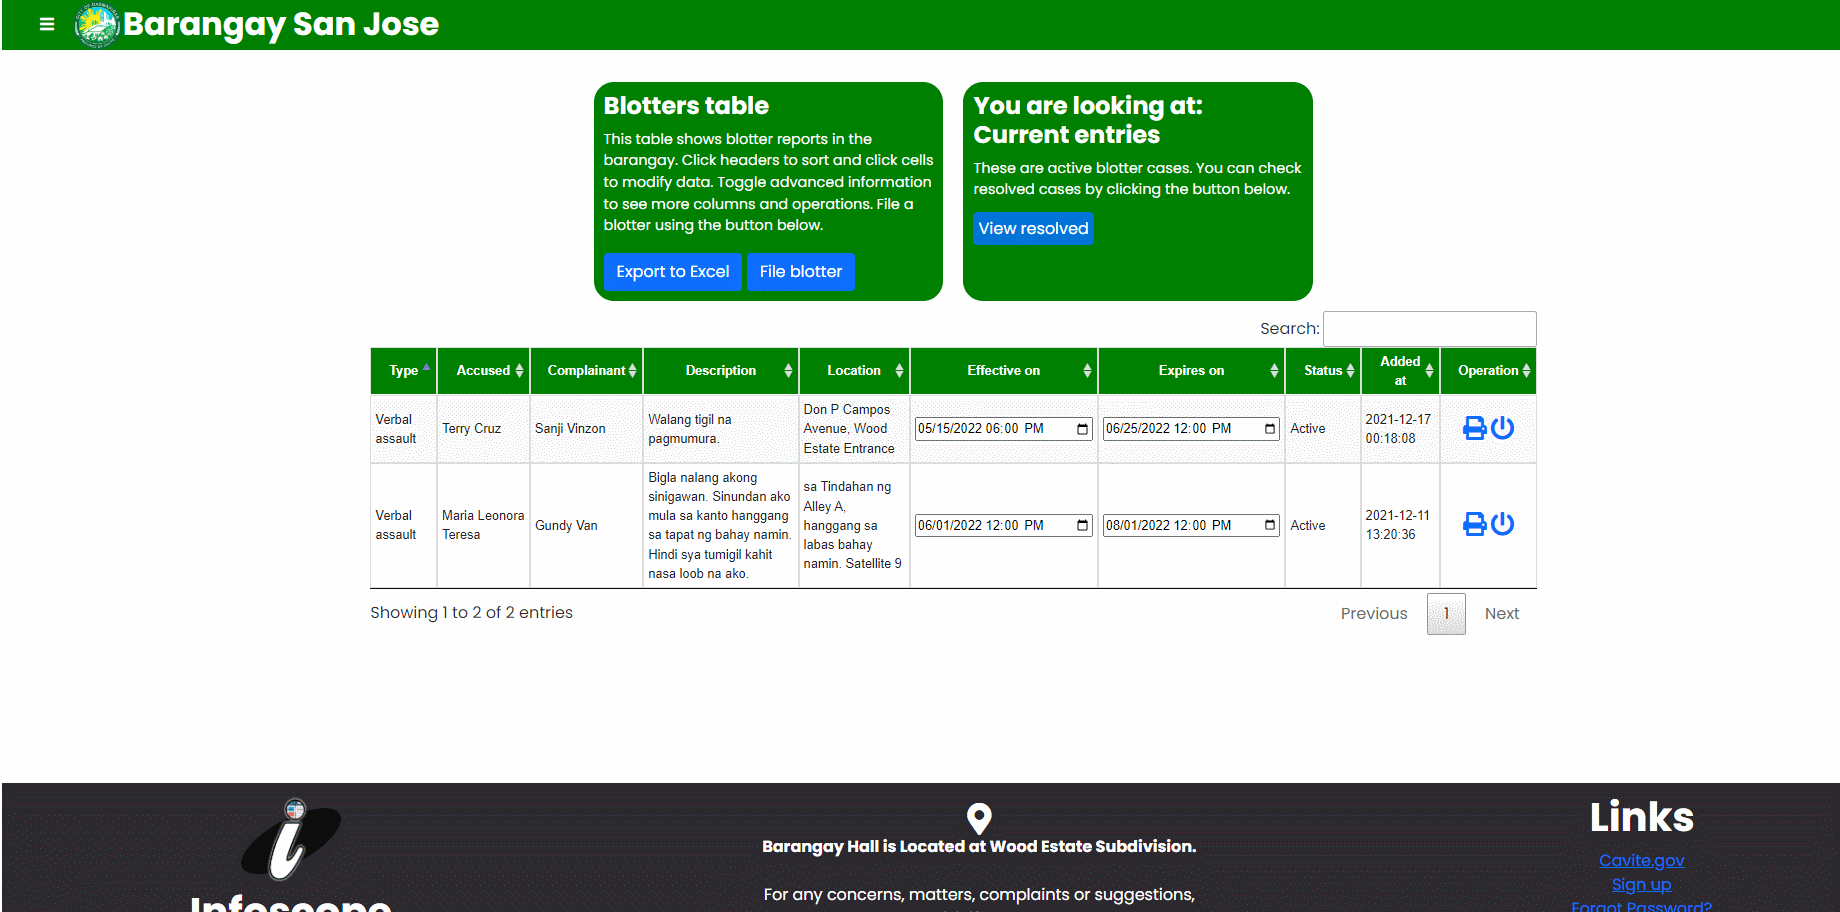 Barangay San Jose
Blotters table
This table shows blotter reports in the
barangay. Click headers to sort and click cells
to modify data. Toggle advanced information
to see more columns and operations. File a
blotter using the button below.
Export to Excel
File blotter
You are looking at:
Current entries
These are active blotter cases. You can check
resolved cases by clicking the button below.
View resolved
Search:
Type
Accused
Complainant
Description
Location
Effective on
Expires on
Status
Added
at
Operation
Verbal
assault
Terry Cruz
Sanji Vinzon
Walang tigil na
pagmumura.
Don P Campos
Avenue, Wood
Estate Entrance
05/15/2022 06:00 PM
06/25/2022 12:00 PM
Active
2021-12-17
00:18:08
Verbal
assault
Maria Leonora
Teresa
Gundy Van
Bigla nalang akong
sinigawan. Sinundan ako
mula sa kanto hanggang
sa tapat ng bahay namin.
Hindi sya tumigil kahit
nasa loob na ako.
sa Tindahan ng
Alley A,
hanggang sa
labas bahay
namin. Satellite 9
06/01/2022 12:00 PM
08/01/2022 12:00 PM
Active
2021-12-11
13:20:36
Showing 1 to 2 of 2 entries
Previous
1
Next
Infoscope
Barangay Hall is Located at Wood Estate Subdivision.
For any concerns, matters, complaints or suggestions,
Links
Cavite.gov
Sign up
Forgot Password?